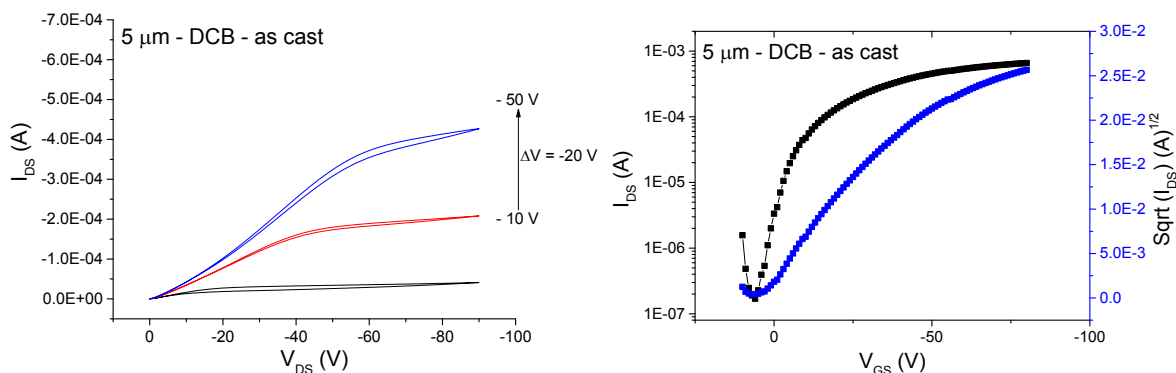 5 μm - DCB - as cast
-7.0E-04
-6.0E-04
-5.0E-04
-4.0E-04
-3.0E-04
-2.0E-04
-1.0E-04
0.0E+00
I_DS (A)
- 50 V
ΔV = -20 V
- 10 V
0
-20
-40
-60
-80
-100
V_DS (V)
5 μm - DCB - as cast
1E-03
1E-04
1E-05
1E-06
1E-07
I_DS (A)
0
-50
-100
V_GS (V)
3.0E-2
2.5E-2
2.0E-2
1.5E-2
1.0E-2
5.0E-3
0.0
Sqrt (I_DS) (A)^1/2